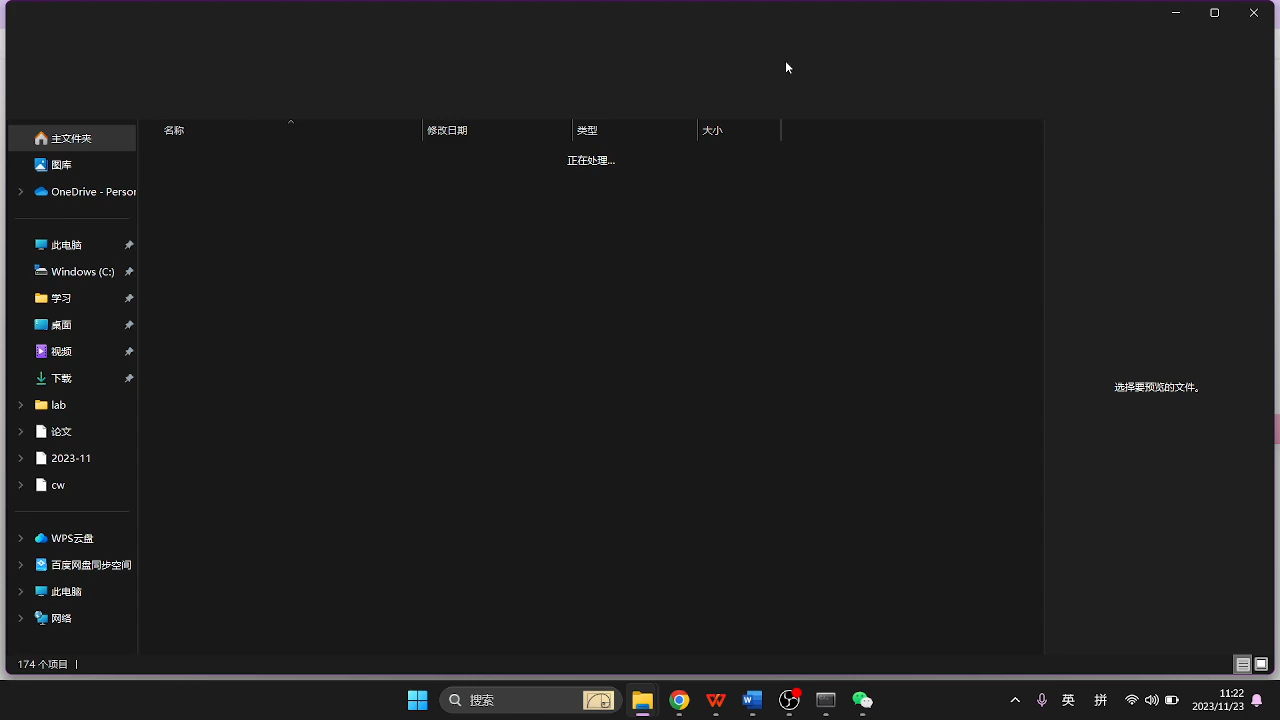 名称 修改日期 类型 大小
正在处理...
主文件夹
图库
OneDrive - Person
此电脑
Windows (C:)
学习
桌面
视频
下载
lab
论文
2023-11
cw
WPS云盘
百度网盘同步空间
此电脑
网络
选择要预览的文件。
174 个项目
搜索
英 拼
11:22
2023/11/23